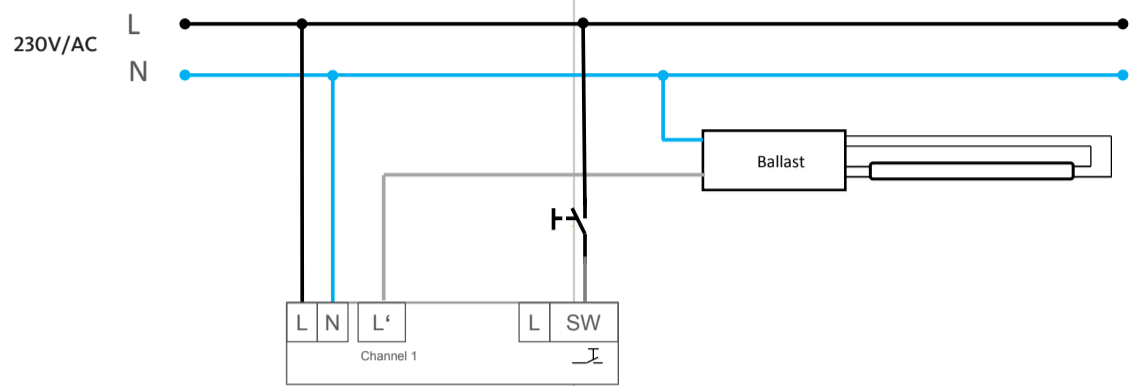 L
230V/AC
N
Ballast
L N L‘ L SW
Channel 1